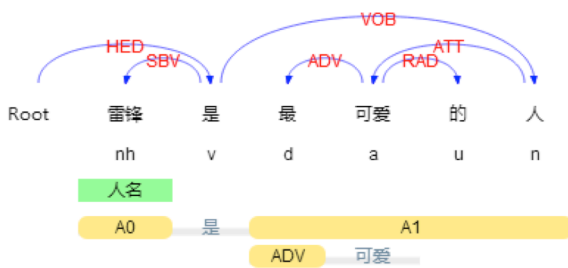 VOB
HED ATT
SBV ADV RAD
Root 雷锋 是 最 可爱 的 人
nh v d a u n
人名
A0 是 A1
ADV 可爱